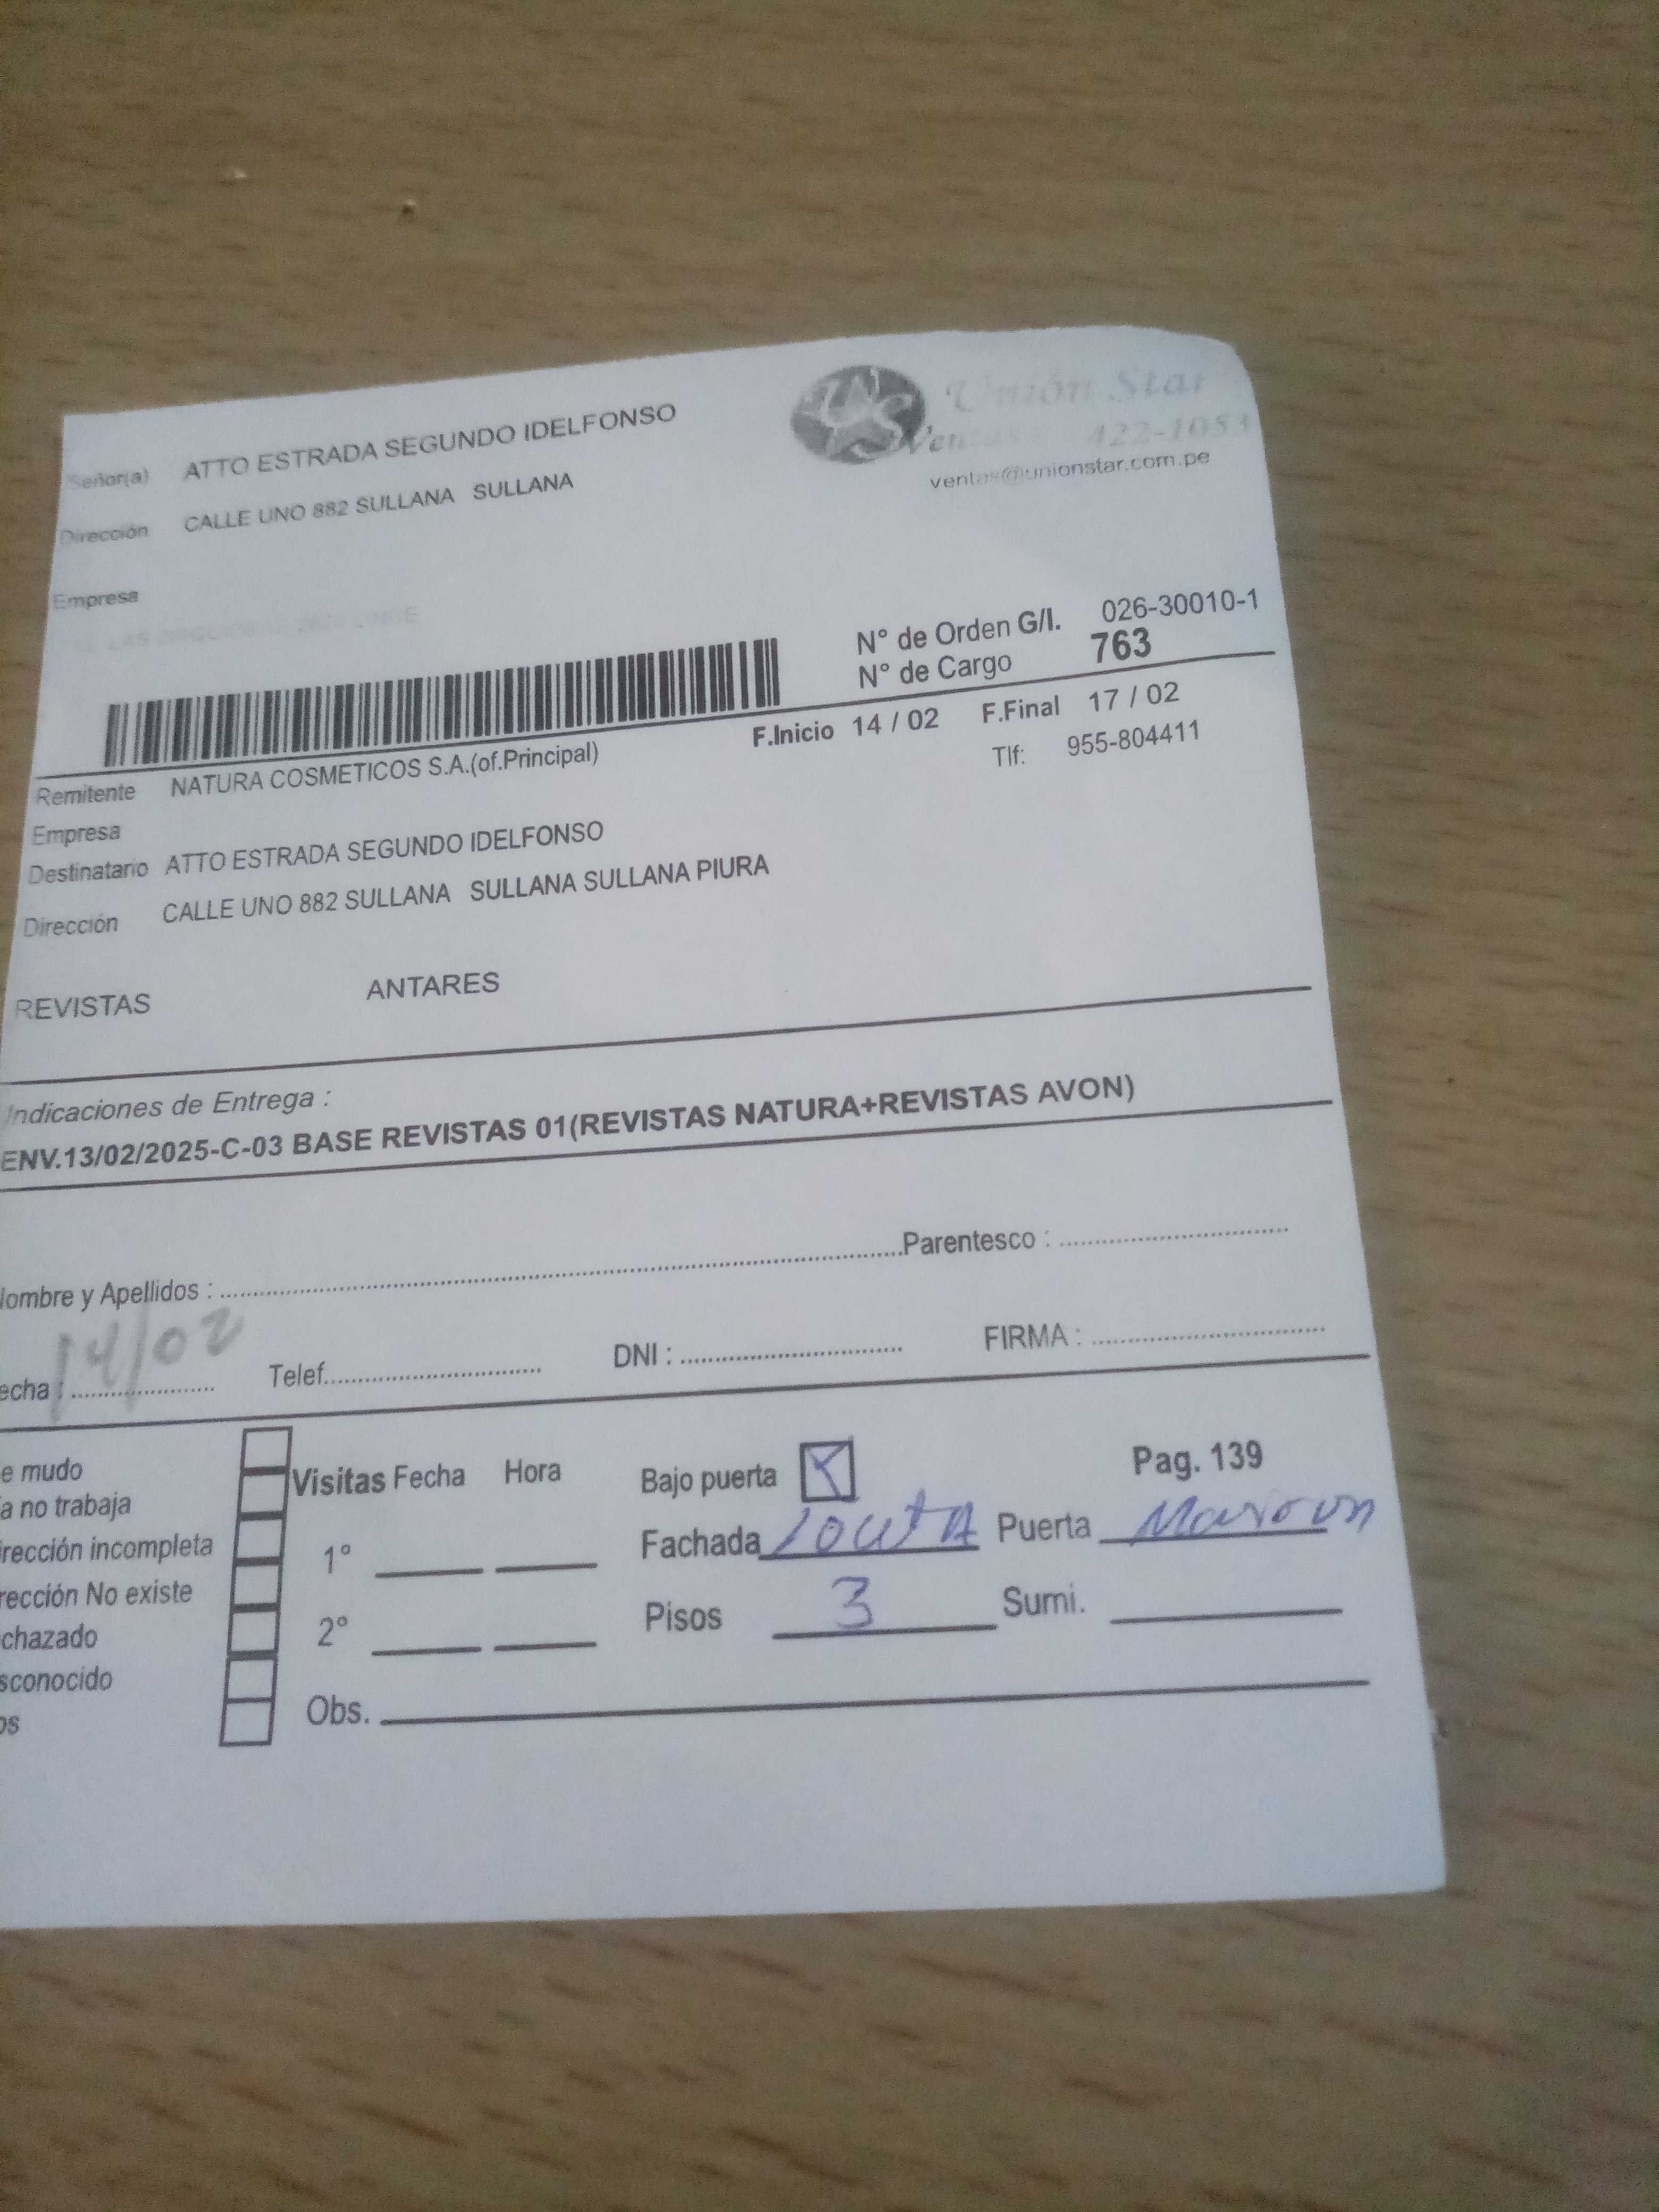 Unión Star
Ventas 422-1053
ventas@unionstar.com.pe
Señor(a) ATTO ESTRADA SEGUNDO IDELFONSO
Dirección CALLE UNO 882 SULLANA SULLANA
Empresa
N° de Orden G/I. 026-30010-1
N° de Cargo 763
F.Inicio 14 / 02 F.Final 17 / 02
Remitente NATURA COSMETICOS S.A.(of.Principal) Tlf: 955-804411
Empresa
Destinatario ATTO ESTRADA SEGUNDO IDELFONSO
Dirección CALLE UNO 882 SULLANA SULLANA SULLANA PIURA
REVISTAS ANTARES
Indicaciones de Entrega :
ENV.13/02/2025-C-03 BASE REVISTAS 01(REVISTAS NATURA+REVISTAS AVON)
ombre y Apellidos : Parentesco :
echa : 14/02 Telef. DNI : FIRMA :
e mudo
a no trabaja
irección incompleta
rección No existe
chazado
sconocido
os
Visitas Fecha Hora
1°
2°
Obs.
Bajo puerta Pag. 139
Fachada Puerta Marron
Pisos 3 Sumi.